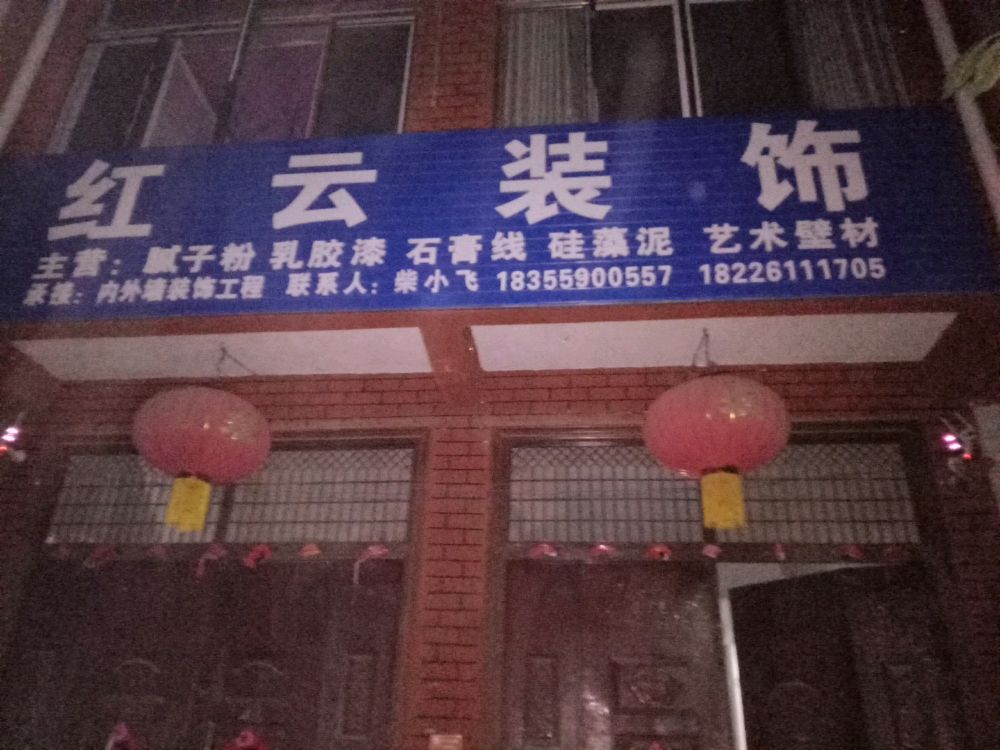 红云装饰
主营：腻子粉 乳胶漆 石膏线 硅藻泥 艺术壁材
承接：内外墙装饰工程 联系人：柴小飞 18355900557 18226111705